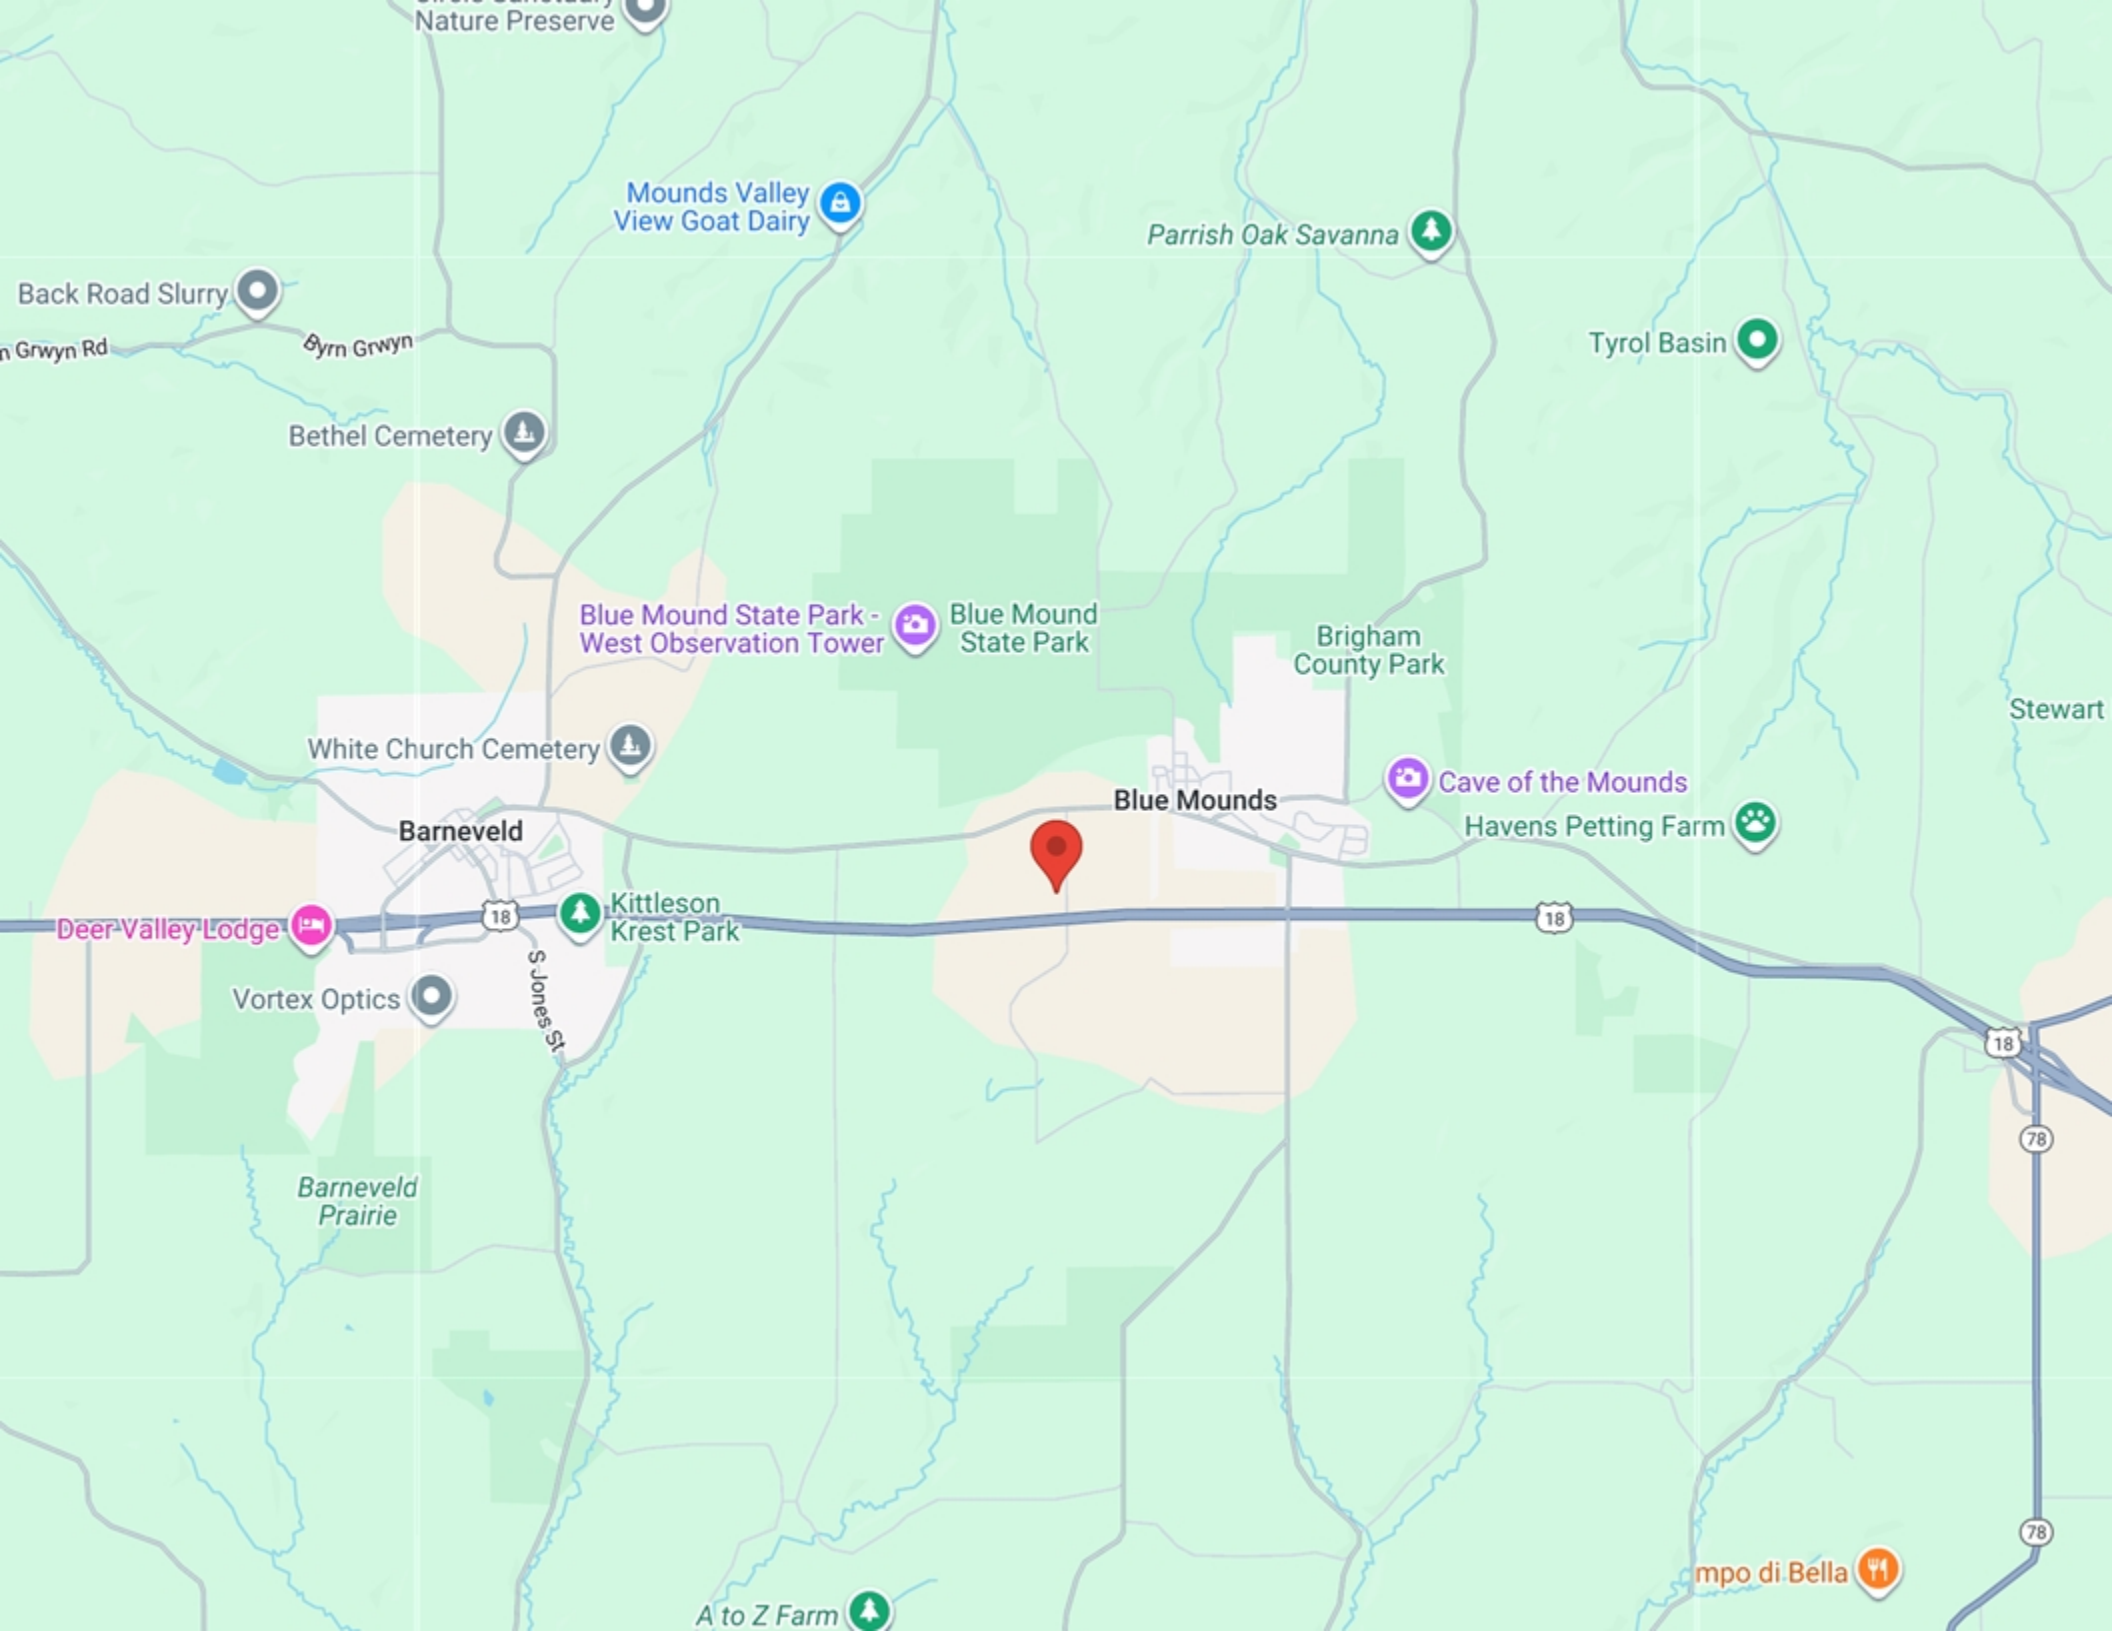 Nature Preserve
Mounds Valley
View Goat Dairy
Parrish Oak Savanna
Back Road Slurry
Byrn Grwyn
n Grwyn Rd
Tyrol Basin
Bethel Cemetery
Blue Mound State Park -
West Observation Tower
Blue Mound
State Park
Brigham
County Park
Stewart
White Church Cemetery
Cave of the Mounds
Blue Mounds
Barneveld
Havens Petting Farm
Kittleson
Krest Park
18
18
Deer Valley Lodge
S Jones St
Vortex Optics
18
78
Barneveld
Prairie
78
mpo di Bella
A to Z Farm